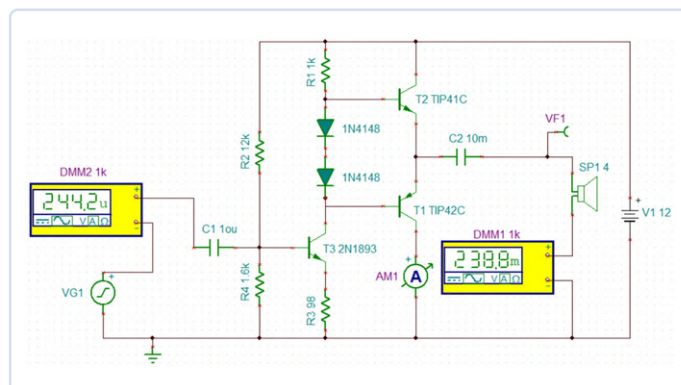 R1 1k
T2 TIP41C
VF1
1N4148
C2 10m
R2 12k
SP1 4
DMM2 1k
1N4148
244,2u
V A Ω
T1 TIP42C
V1 12
C1 1ou
DMM1 1k
T3 2N1893
238,8m
V A Ω
AM1
A
VG1
R4 1.6k
R3 98